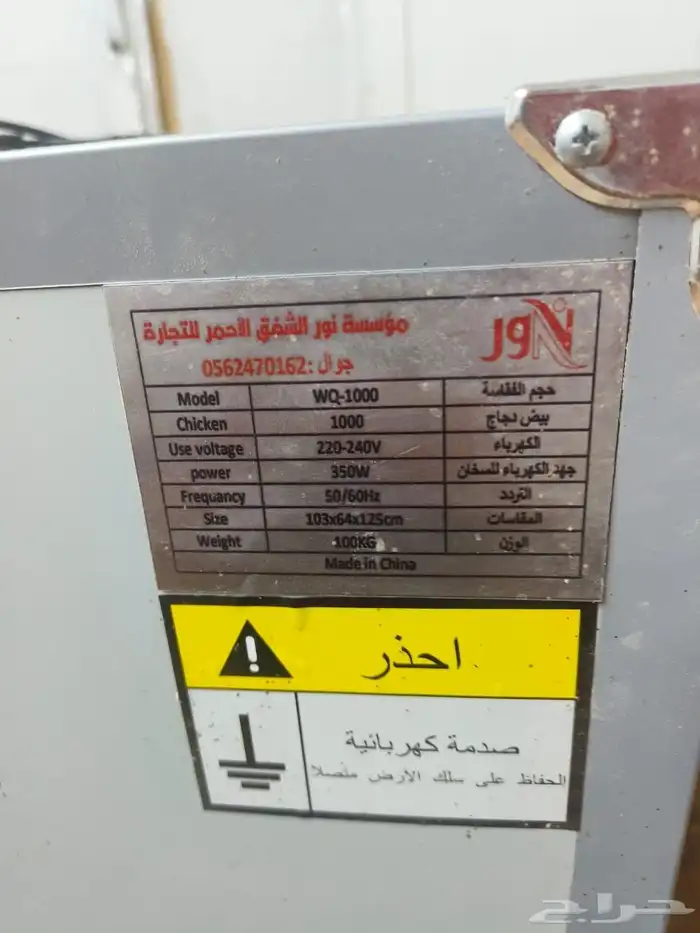 مؤسسة نور الشفق الاحمر للتجارة
نور
جوال :0562470162
Model WQ-1000 حجم الفقاسة
Chicken 1000 بيض دجاج
Use voltage 220-240V الكهرباء
power 350W جهد الكهرباء للسخان
Frequancy 50/60Hz التردد
Size 103x64x125cm المقاسات
Weight 100KG الوزن
Made in China
احذر
صدمة كهربائية
الحفاظ على سلك الارض متصلا
حراج